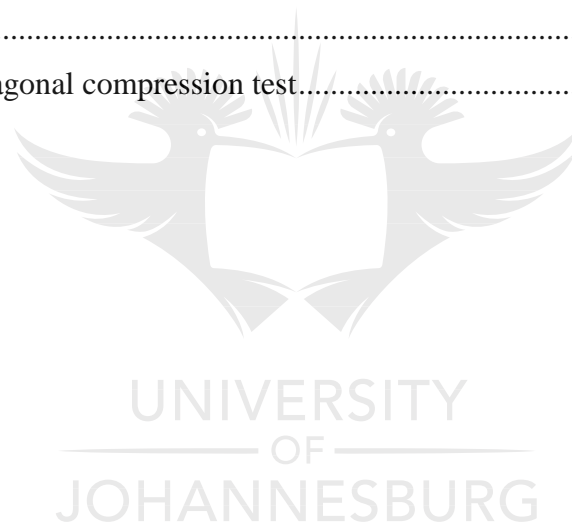 ........................................................................
agonal compression test..................................
UNIVERSITY
OF
JOHANNESBURG